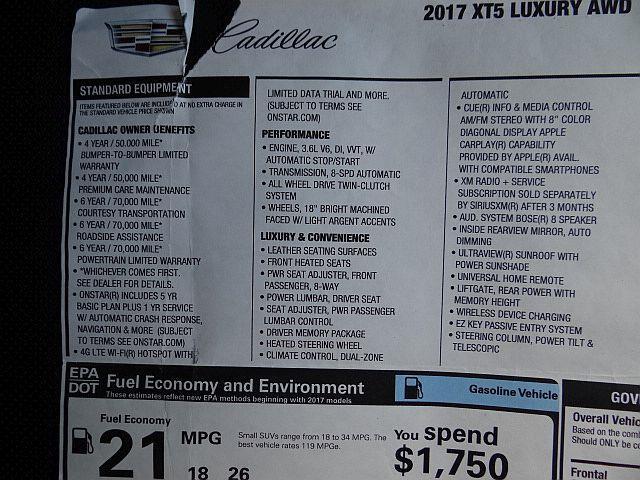 Cadillac
2017 XT5 LUXURY AWD
STANDARD EQUIPMENT
ITEMS FEATURED BELOW ARE INCLUDED AT NO EXTRA CHARGE IN
THE STANDARD VEHICLE PRICE SHOWN
CADILLAC OWNER BENEFITS
• 4 YEAR / 50,000 MILE*
BUMPER-TO-BUMPER LIMITED
WARRANTY
• 4 YEAR / 50,000 MILE*
PREMIUM CARE MAINTENANCE
• 6 YEAR / 70,000 MILE*
COURTESY TRANSPORTATION
• 6 YEAR / 70,000 MILE*
ROADSIDE ASSISTANCE
• 6 YEAR / 70,000 MILE*
POWERTRAIN LIMITED WARRANTY
• *WHICHEVER COMES FIRST.
SEE DEALER FOR DETAILS.
• ONSTAR(R) INCLUDES 5 YR
BASIC PLAN PLUS 1 YR SERVICE
W/ AUTOMATIC CRASH RESPONSE,
NAVIGATION & MORE (SUBJECT
TO TERMS SEE ONSTAR.COM)
• 4G LTE WI-FI(R) HOTSPOT WITH
LIMITED DATA TRIAL AND MORE.
(SUBJECT TO TERMS SEE
ONSTAR.COM)
PERFORMANCE
• ENGINE, 3.6L V6, DI, VVT, W/
AUTOMATIC STOP/START
• TRANSMISSION, 8-SPD AUTOMATIC
• ALL WHEEL DRIVE TWIN-CLUTCH
SYSTEM
• WHEELS, 18" BRIGHT MACHINED
FACED W/ LIGHT ARGENT ACCENTS
LUXURY & CONVENIENCE
• LEATHER SEATING SURFACES
• FRONT HEATED SEATS
• PWR SEAT ADJUSTER, FRONT
PASSENGER, 8-WAY
• POWER LUMBAR, DRIVER SEAT
• SEAT ADJUSTER, PWR PASSENGER
LUMBAR CONTROL
• DRIVER MEMORY PACKAGE
• HEATED STEERING WHEEL
• CLIMATE CONTROL, DUAL-ZONE
AUTOMATIC
• CUE(R) INFO & MEDIA CONTROL
AM/FM STEREO WITH 8" COLOR
DIAGONAL DISPLAY APPLE
CARPLAY(R) CAPABILITY
PROVIDED BY APPLE(R) AVAIL.
WITH COMPATIBLE SMARTPHONES
• XM RADIO + SERVICE
SUBSCRIPTION SOLD SEPARATELY
BY SIRIUSXM(R) AFTER 3 MONTHS
• AUD. SYSTEM BOSE(R) 8 SPEAKER
• INSIDE REARVIEW MIRROR, AUTO
DIMMING
• ULTRAVIEW(R) SUNROOF WITH
POWER SUNSHADE
• UNIVERSAL HOME REMOTE
• LIFTGATE, REAR POWER WITH
MEMORY HEIGHT
• WIRELESS DEVICE CHARGING
• EZ KEY PASSIVE ENTRY SYSTEM
• STEERING COLUMN, POWER TILT &
TELESCOPIC
EPA
DOT
Fuel Economy and Environment
These estimates reflect new EPA methods beginning with 2017 models
Gasoline Vehicle
Fuel Economy
21 MPG
18 26
Small SUVs range from 18 to 34 MPG. The
best vehicle rates 119 MPGe.
You spend
$1,750
GOV
Overall Vehic
Based on the comb
Should ONLY be c
Frontal